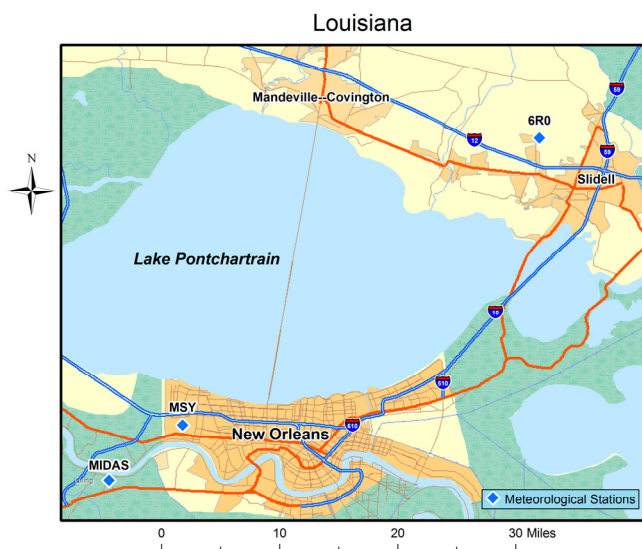 Louisiana
59
Mandeville--Covington
6R0
12
59
Slidell
N
Lake Pontchartrain
10
610
MSY
610
New Orleans
MIDAS
Meteorological Stations
0 10 20 30 Miles